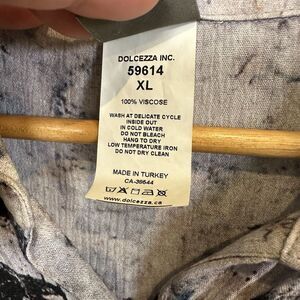 DOLCEZZA INC.
59614
XL
100% VISCOSE
WASH AT DELICATE CYCLE
INSIDE OUT
IN COLD WATER
DO NOT BLEACH
HANG TO DRY
LOW TEMPERATURE IRON
DO NOT DRY CLEAN
MADE IN TURKEY
CA-36644
www.dolcezza.ca